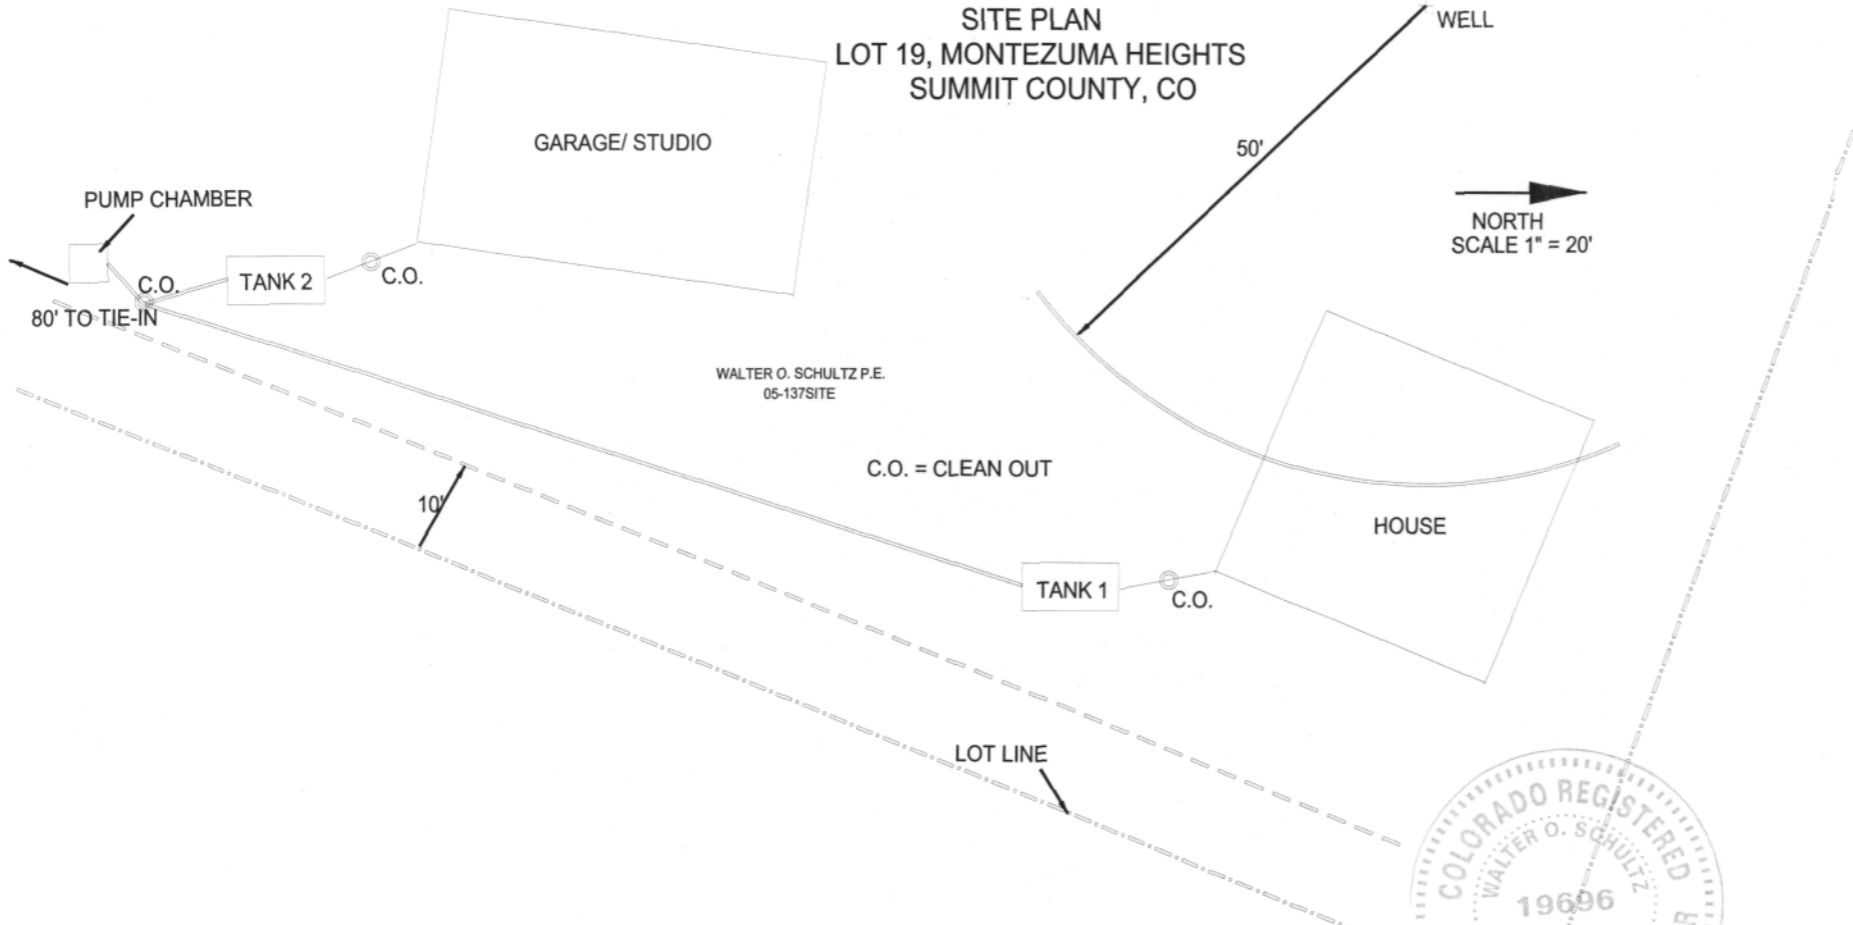 SITE PLAN
LOT 19, MONTEZUMA HEIGHTS
SUMMIT COUNTY, CO
WELL
GARAGE/ STUDIO
50'
PUMP CHAMBER
NORTH
SCALE 1" = 20'
TANK 2
C.O.
C.O.
80' TO TIE-IN
WALTER O. SCHULTZ P.E.
05-137SITE
C.O. = CLEAN OUT
10'
HOUSE
TANK 1
C.O.
LOT LINE
COLORADO REGISTERED
WALTER O. SCHULTZ
19696